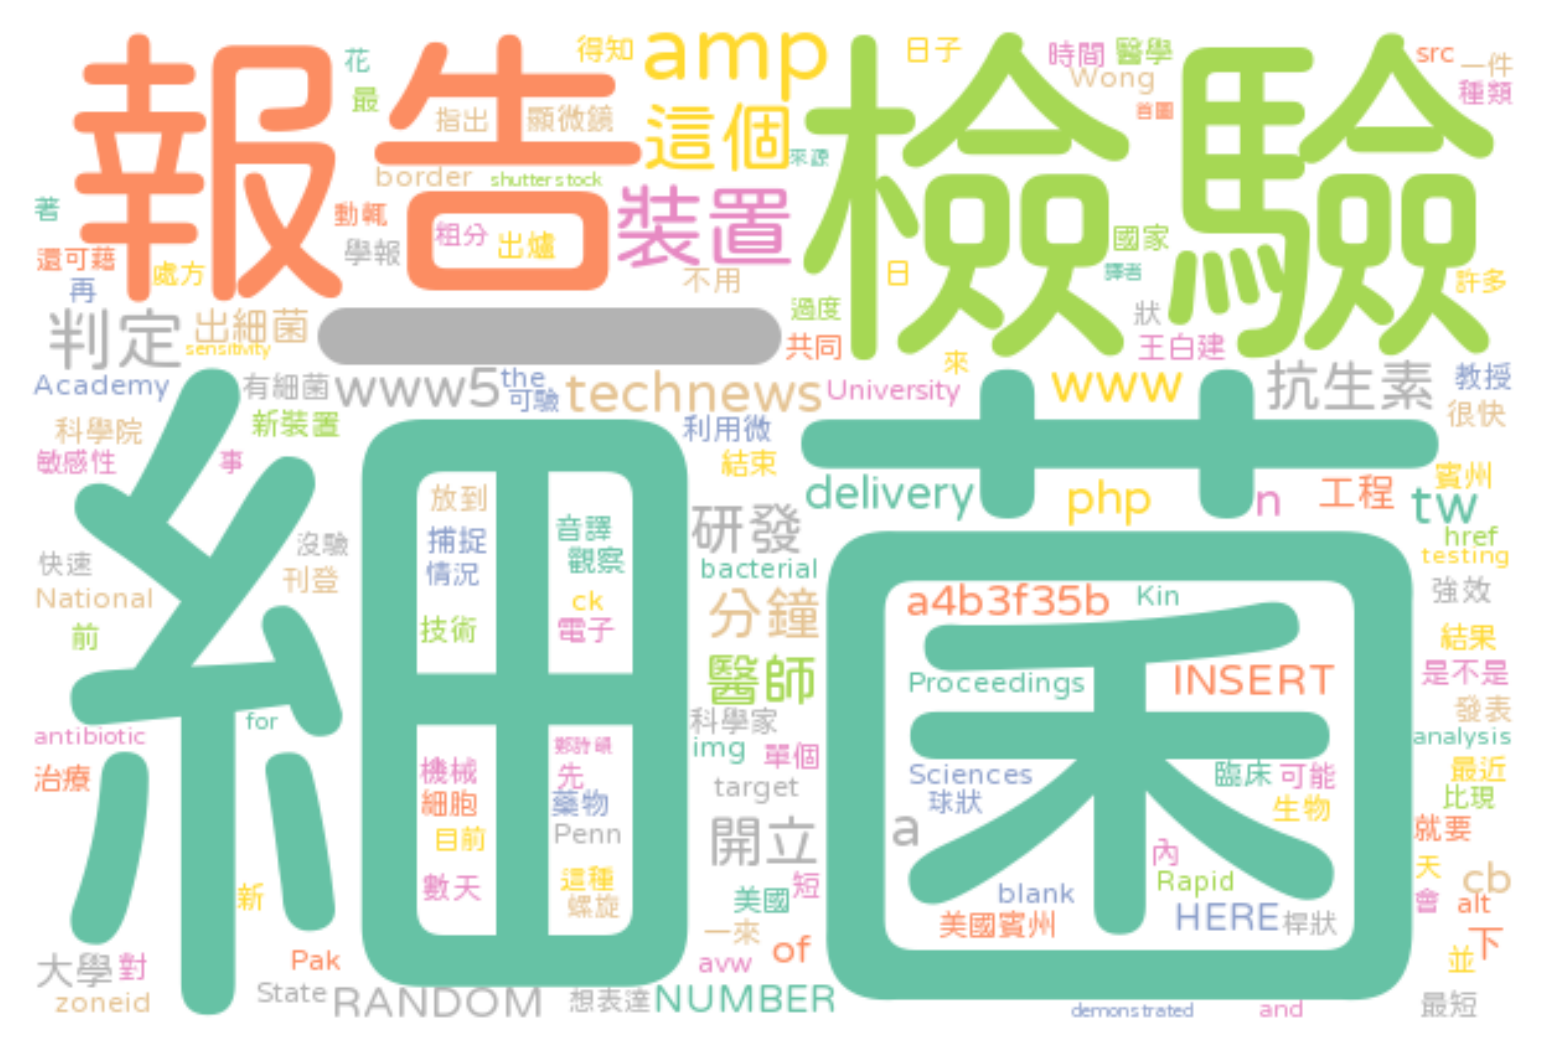 報告
檢驗
細菌
一
花
最
得知
amp
日子
時間
醫學
Wong
src
一件
種類
首圖
指出
顯微鏡
這個
來源
border
shutterstock
裝置
著
動輒
粗分
出爐
學報
還可藉
處方
再
不用
日
國家
譯者
許多
過度
狀
判定
出細菌
sensitivity
共同
王白建
來
Academy
有細菌
www5
the
可驗
technews
University
www
抗生素
教授
很快
科學院
新裝置
利用微
敏感性
事
結束
delivery
php
n
工程
賓州
tw
放到
研發
捕捉
音譯
沒驗
觀察
href
testing
快速
情況
bacterial
刊登
National
ck
分鐘
a4b3f35b
Kin
強效
前
技術
電子
結果
醫師
Proceedings
INSERT
是不是
科學家
發表
for
antibiotic
img
單個
analysis
機械
鄭詩穎
先
治療
細胞
藥物
target
Sciences
臨床
可能
最近
球狀
生物
比現
目前
Penn
開立
a
就要
內
天
數天
這種
短
Rapid
cb
新
螺旋
美國
blank
會
alt
美國賓州
HERE
桿狀
一來
of
下
大學
對
Pak
avw
並
zoneid
State
RANDOM
想表達
NUMBER
demonstrated
and
最短